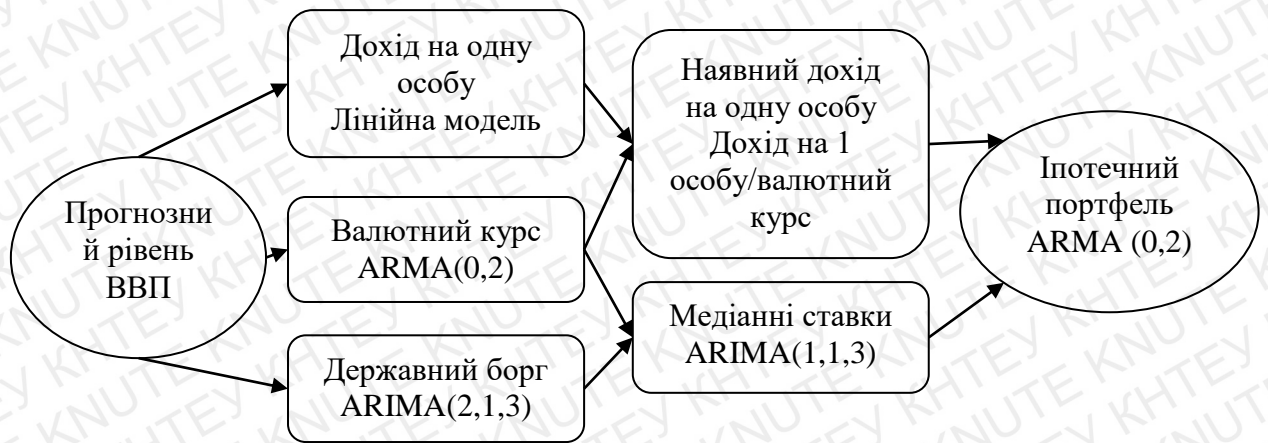 Дохід на одну
особу
Лінійна модель
Наявний дохід
на одну особу
Дохід на 1
особу/валютний
курс
Прогнозни
й рівень
ВВП
Валютний курс
ARMA(0,2)
Іпотечний
портфель
ARMA (0,2)
Державний борг
ARIMA(2,1,3)
Медіанні ставки
ARIMA(1,1,3)